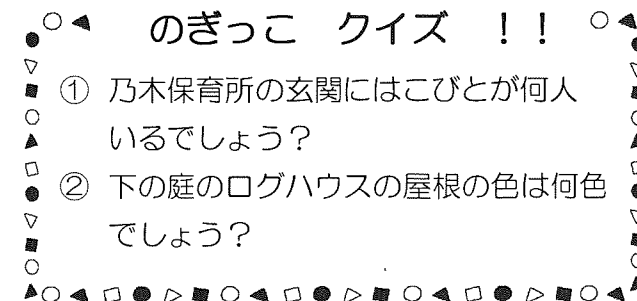 のぎっこ　クイズ　！！
① 乃木保育所の玄関にはこびとが何人
いるでしょう？
② 下の庭のログハウスの屋根の色は何色
でしょう？